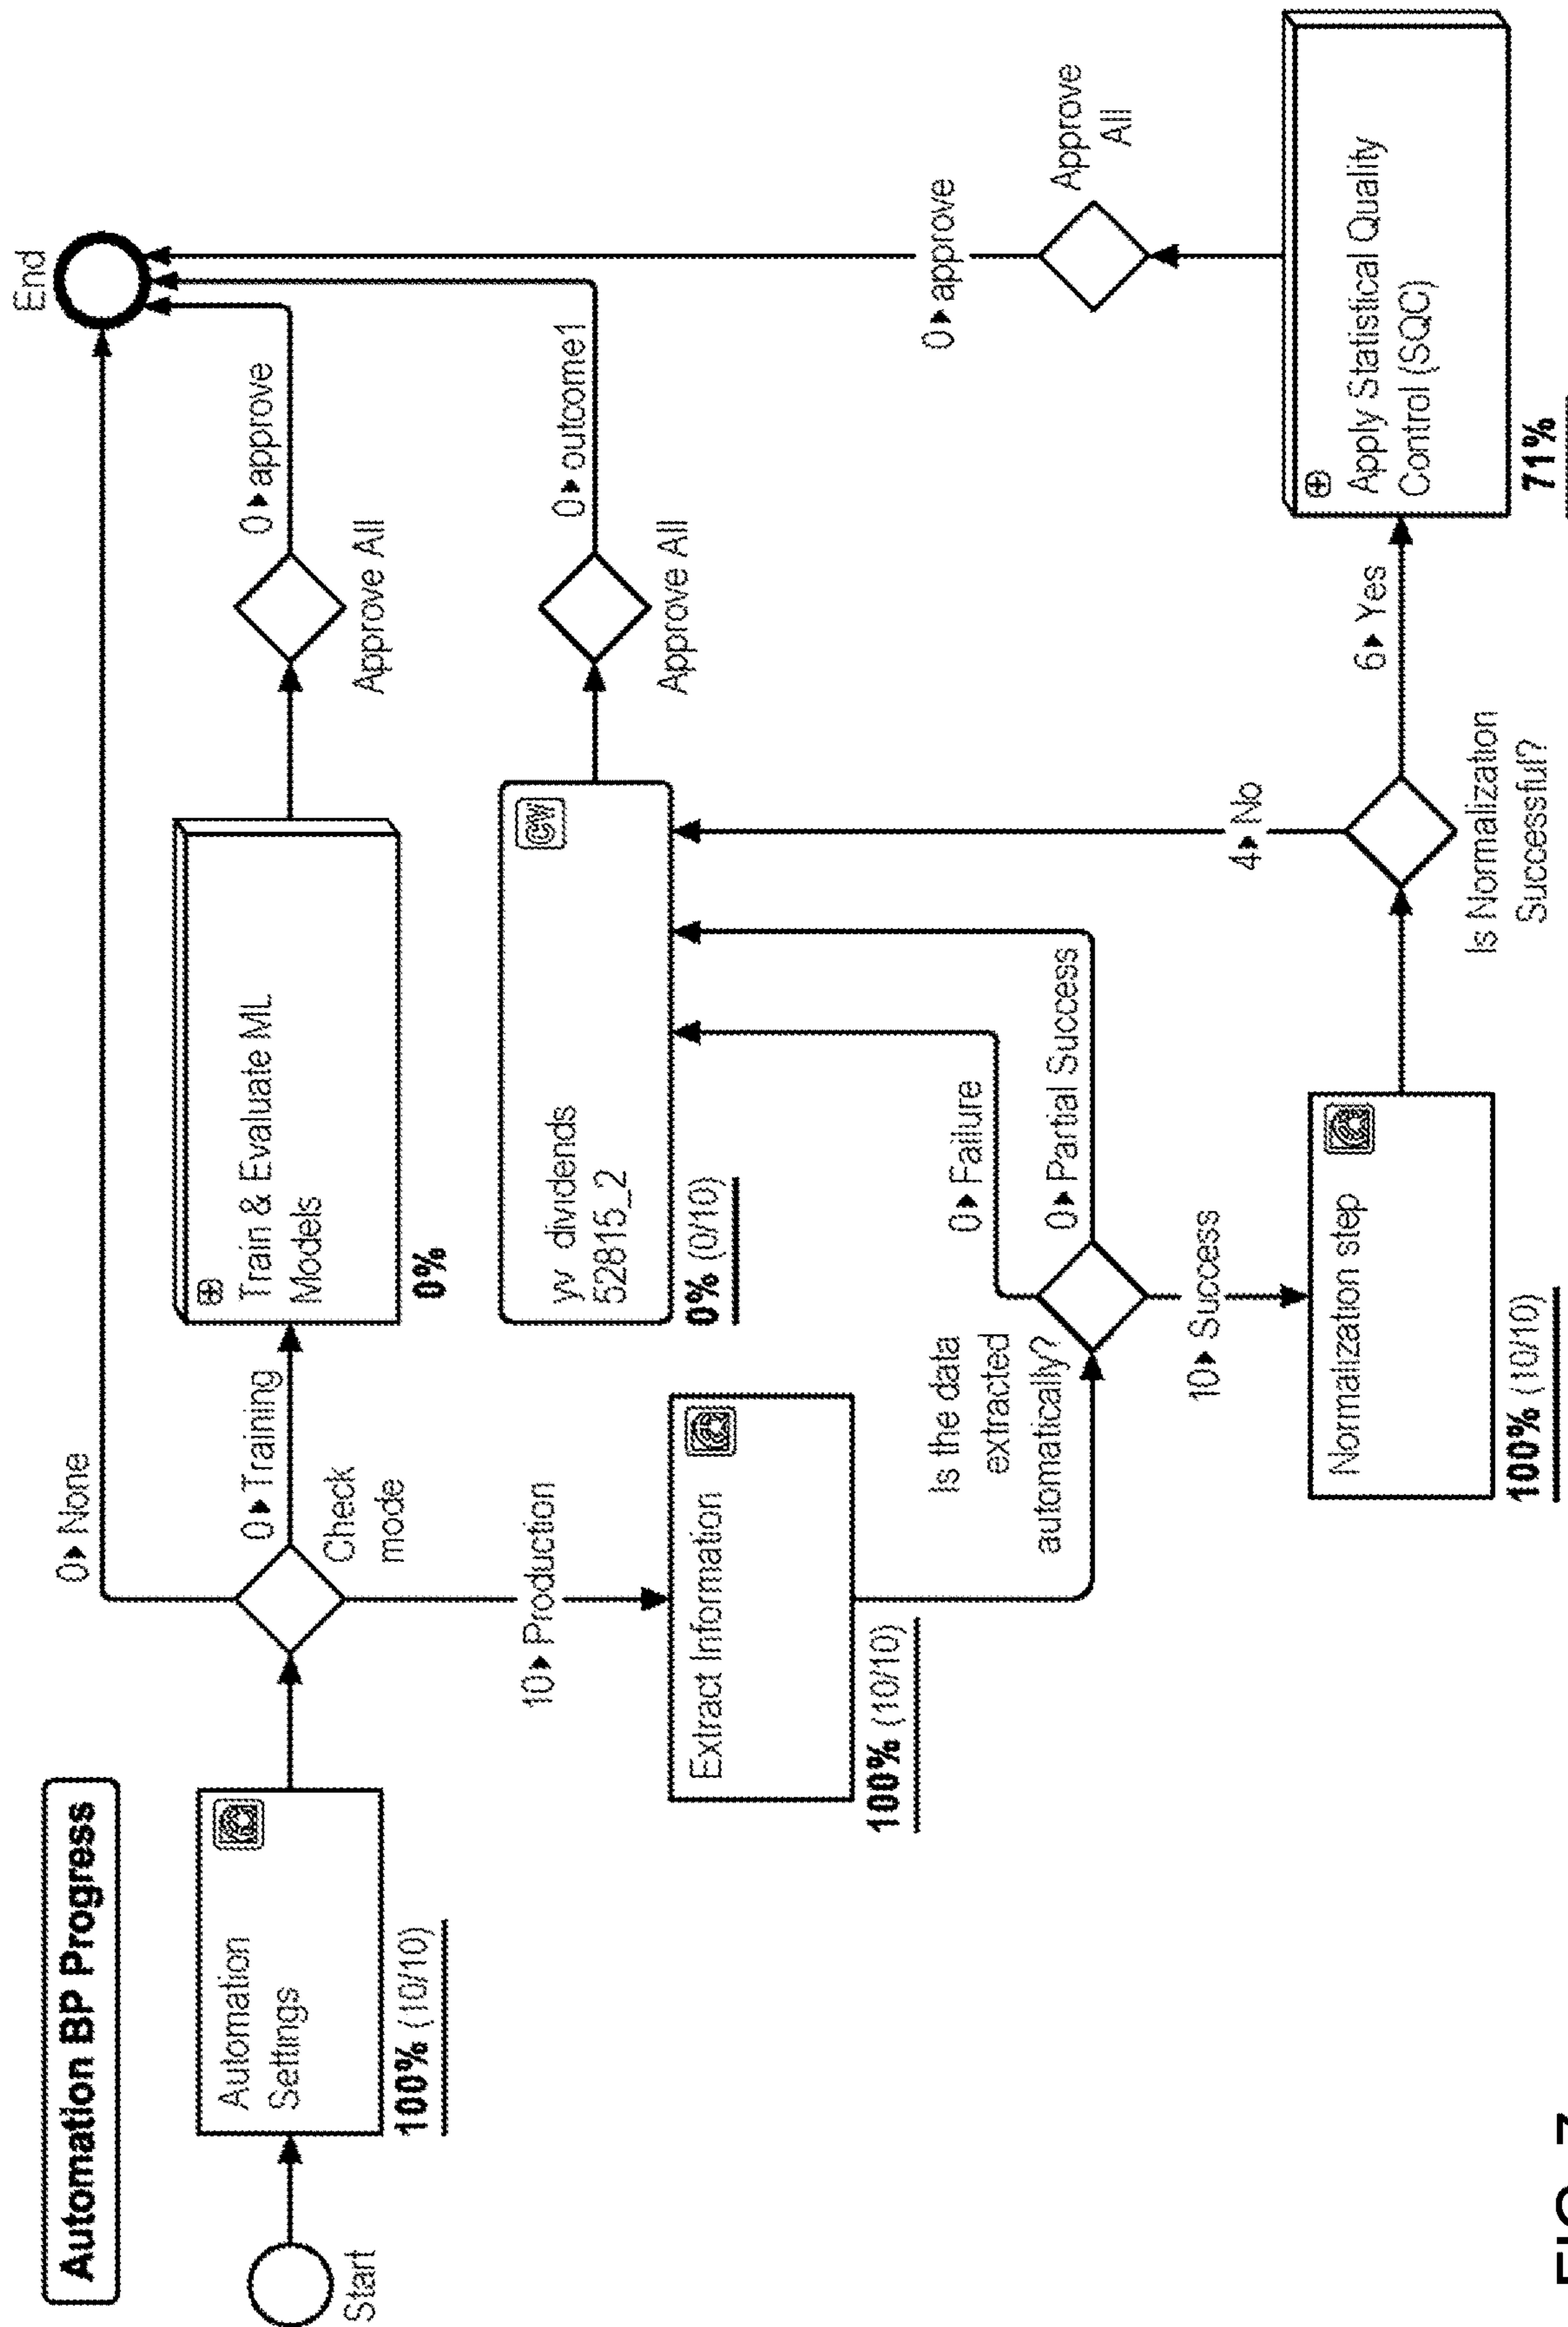 Automation BP Progress
Start
Automation
Settings
100% (10/10)
0▸ None
0▸ Training
Check
mode
10▸ Production
Train & Evaluate ML
Models
0%
Approve All
0▸ approve
End
Extract Information
100% (10/10)
yv dividends
52815_2
CW
0% (0/10)
Approve All
0▸ outcome1
Is the data
extracted
automatically?
0▸ Failure
0▸ Partial Success
10▸ Success
Normalization step
100% (10/10)
Is Normalization
Successful?
4▸ No
6▸ Yes
Apply Statistical Quality
Control (SQC)
71%
Approve
All
0▸ approve